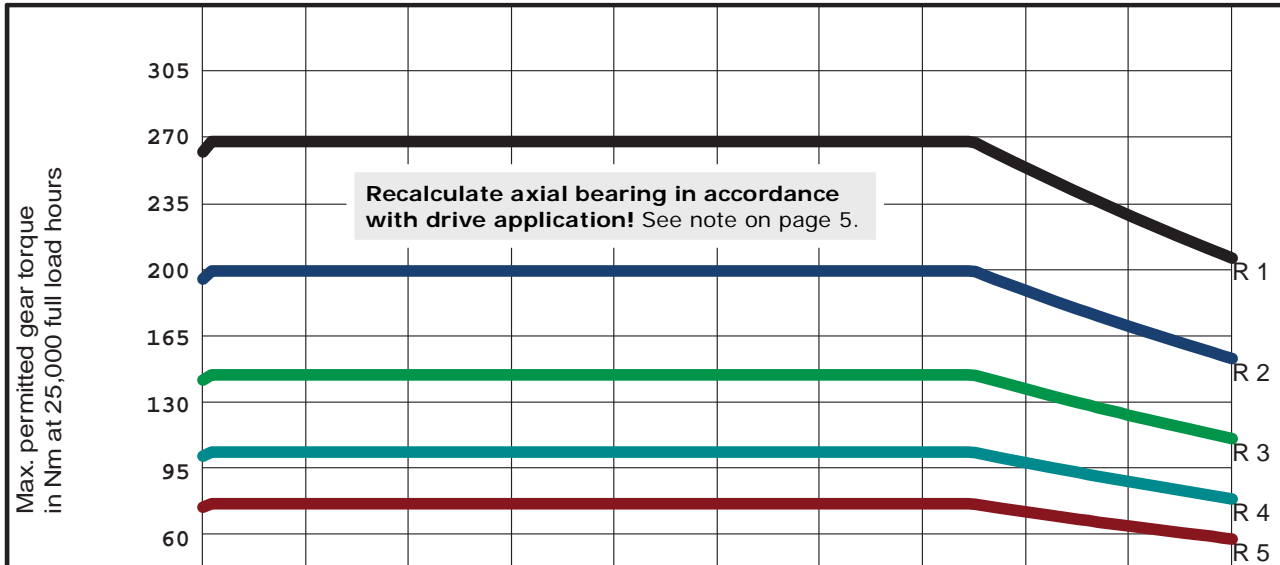 Max. permitted gear torque
in Nm at 25,000 full load hours
305
270
235
200
165
130
95
60
Recalculate axial bearing in accordance
with drive application! See note on page 5.
R 1
R 2
R 3
R 4
R 5